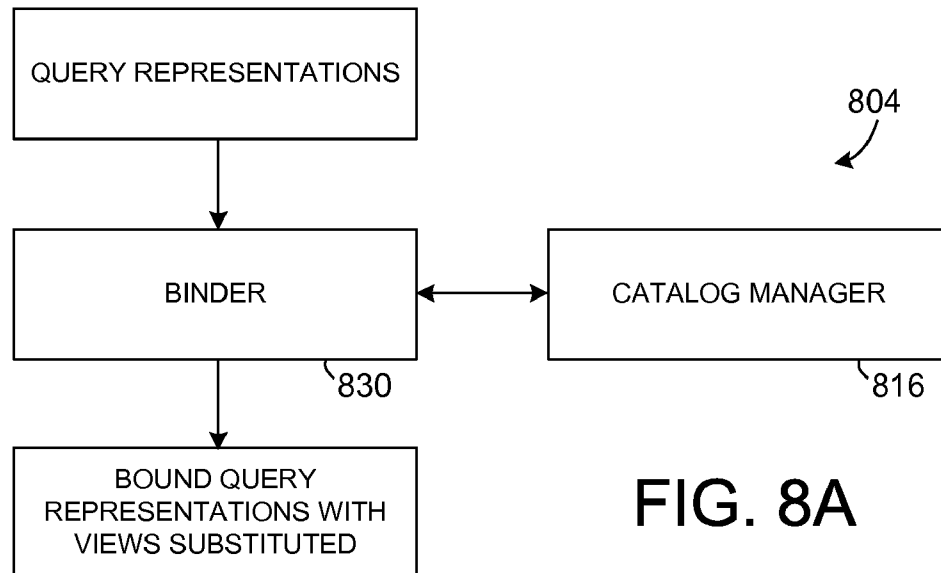 QUERY REPRESENTATIONS
804
BINDER
CATALOG MANAGER
830
816
BOUND QUERY
REPRESENTATIONS WITH
VIEWS SUBSTITUTED
FIG. 8A